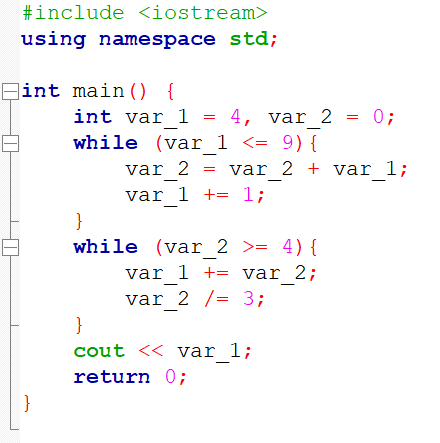 #include <iostream>
using namespace std;

int main() {
    int var_1 = 4, var_2 = 0;
    while (var_1 <= 9){
        var_2 = var_2 + var_1;
        var_1 += 1;
    }
    while (var_2 >= 4){
        var_1 += var_2;
        var_2 /= 3;
    }
    cout << var_1;
    return 0;
}